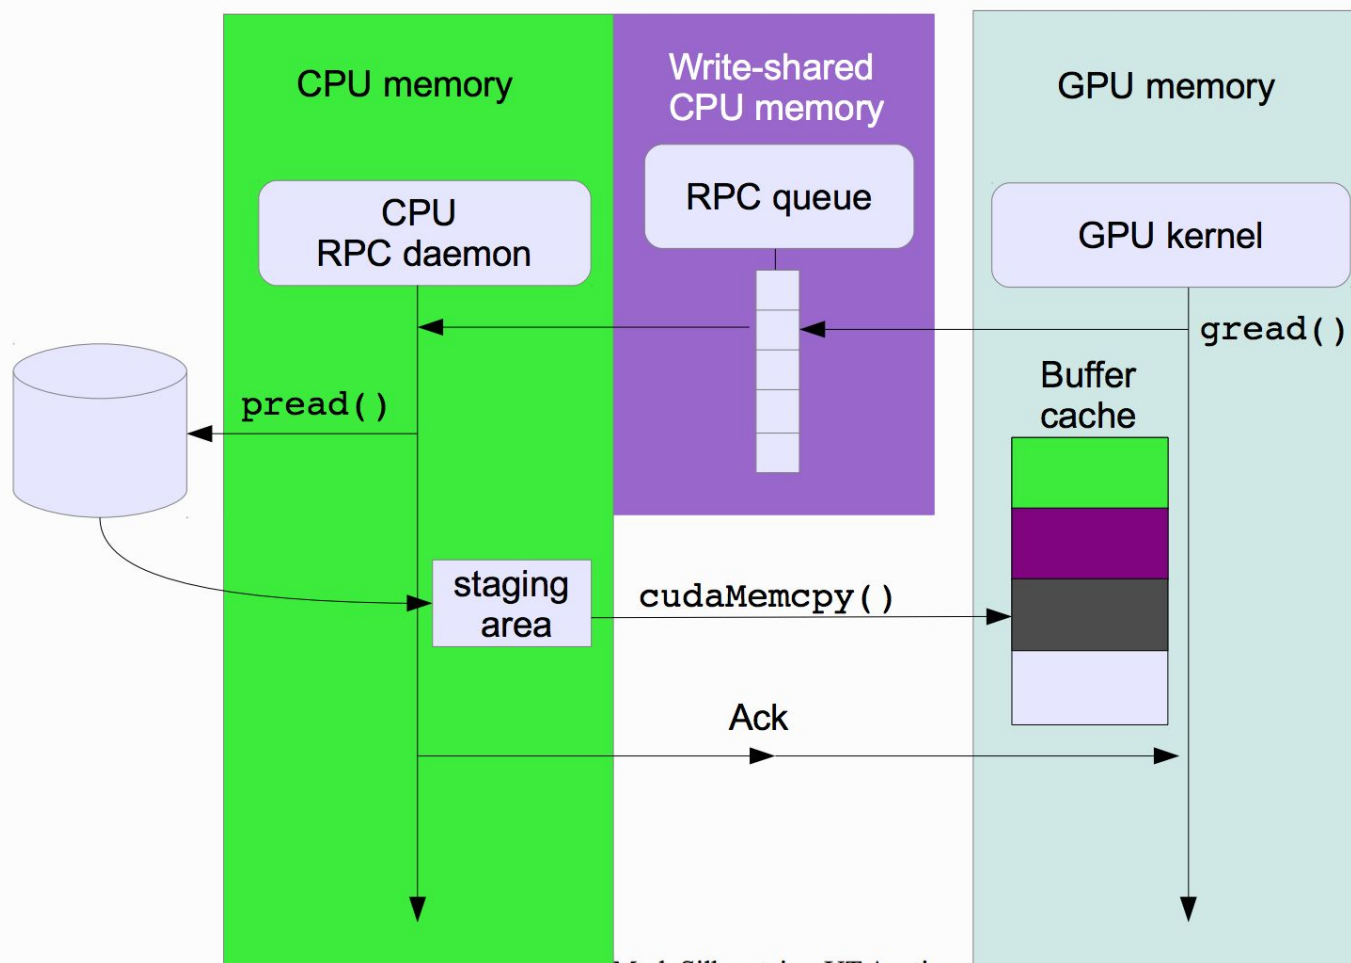 CPU memory
Write-shared
CPU memory
GPU memory
CPU
RPC daemon
RPC queue
GPU kernel
gread()
pread()
Buffer
cache
staging
area
cudaMemcpy()
Ack